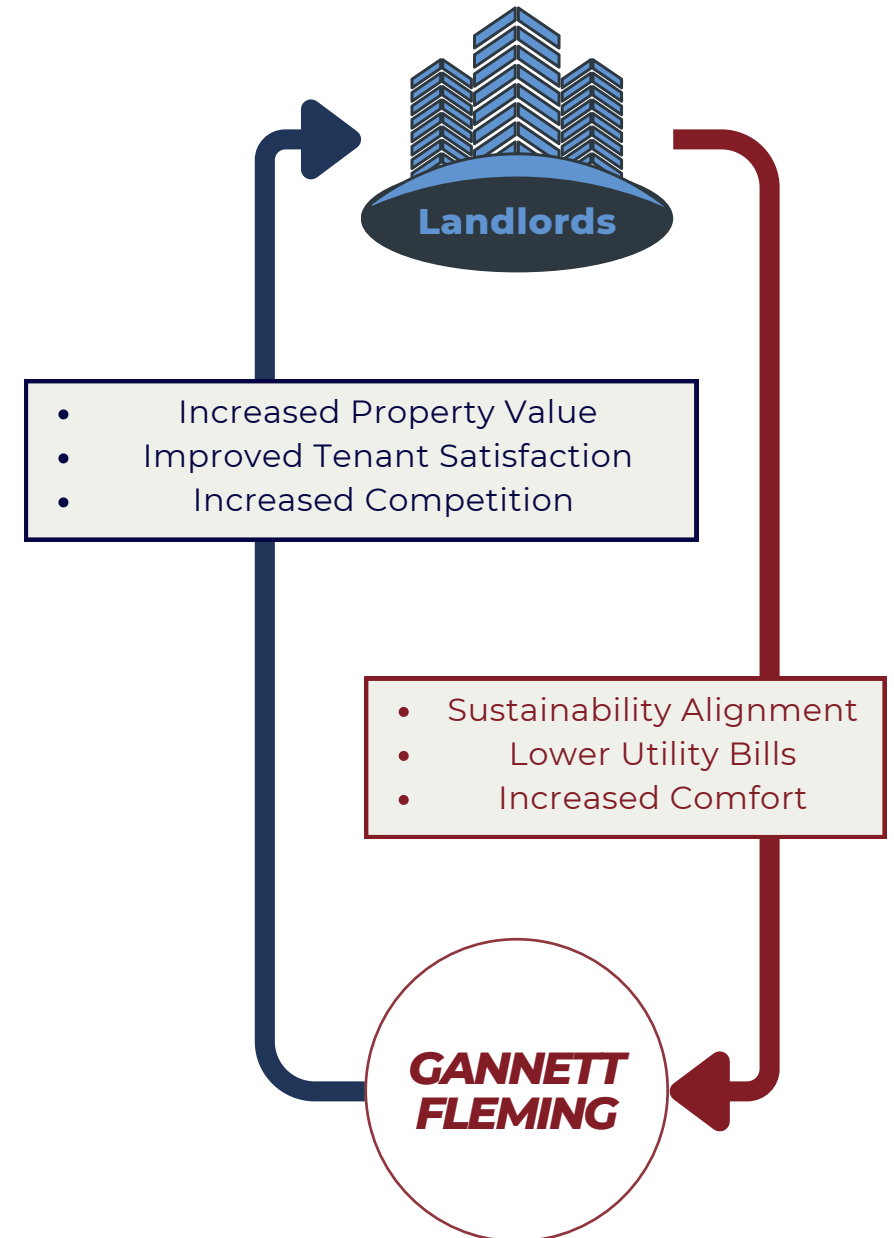 Landlords
• Increased Property Value
• Improved Tenant Satisfaction
• Increased Competition
• Sustainability Alignment
• Lower Utility Bills
• Increased Comfort
GANNETT
FLEMING